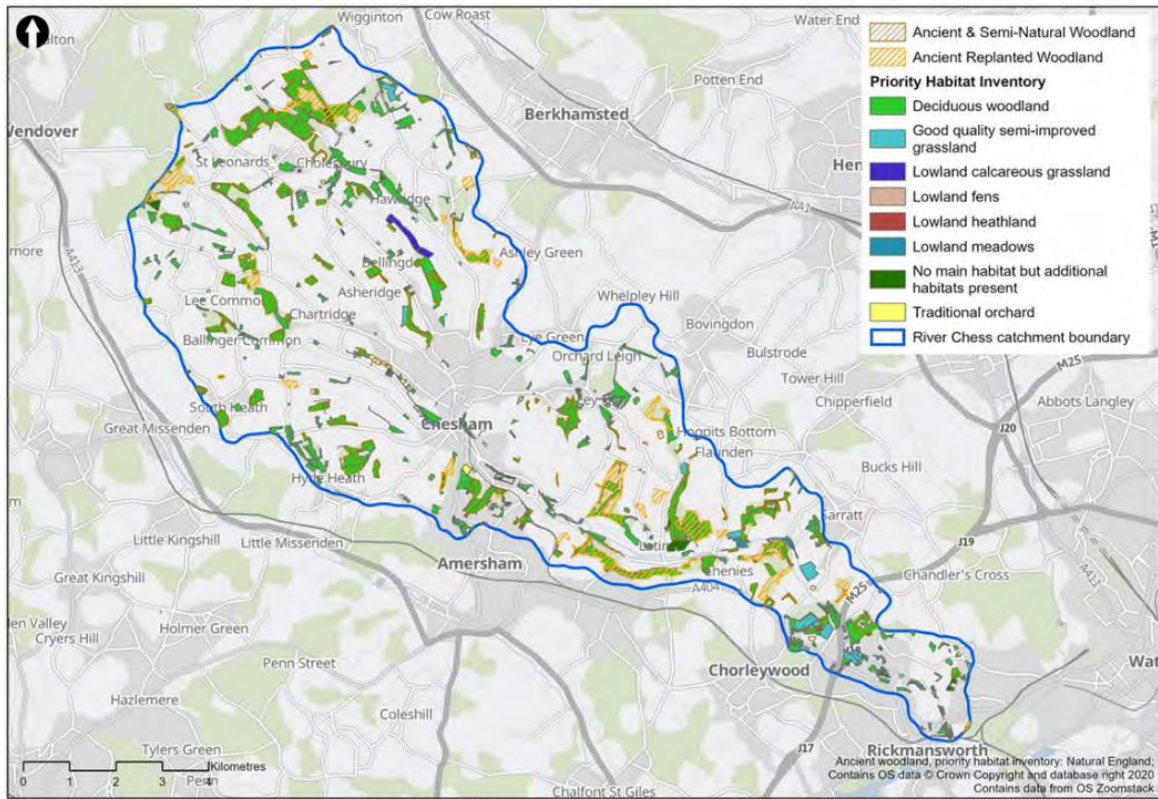 Wigginton
Cow Roast
Water End
Potten End
Wendover
Berkhamsted
St Leonards
Cholesbury
Hawridge
A41
A413
Bellingdon
Ashley Green
Asheridge
Lee Common
Chartridge
Whelpley Hill
Ballinger Common
Lye Green
Bovingdon
Orchard Leigh
Bulstrode
Tower Hill
M25
Chipperfield
Abbots Langley
South Heath
Great Missenden
Chesham
Hogpits Bottom
J20
Flaunden
Bucks Hill
Hyde Heath
Sarratt
Little Kingshill
Little Missenden
J19
Latimer
Amersham
Chenies
Great Kingshill
A404
M25
Chandler's Cross
A411
Holmer Green
Cryers Hill
Penn Street
Chorleywood
J18
Hazlemere
Coleshill
J17
Rickmansworth
Tylers Green
Penn
Chalfont St Giles
Ancient & Semi-Natural Woodland
Ancient Replanted Woodland
Priority Habitat Inventory
Deciduous woodland
Good quality semi-improved
grassland
Lowland calcareous grassland
Lowland fens
Lowland heathland
Lowland meadows
No main habitat but additional
habitats present
Traditional orchard
River Chess catchment boundary
0 1 2 3 4 Kilometres
Ancient woodland, priority habitat inventory: Natural England;
Contains OS data © Crown Copyright and database right 2020
Contains data from OS Zoomstack